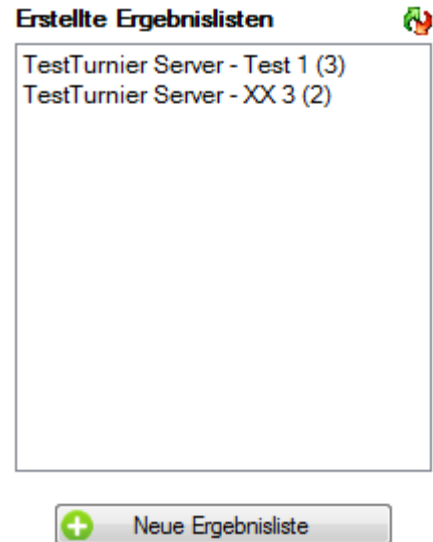 Erstellte Ergebnislisten
TestTurnier Server - Test 1 (3)
TestTurnier Server - XX 3 (2)
Neue Ergebnisliste